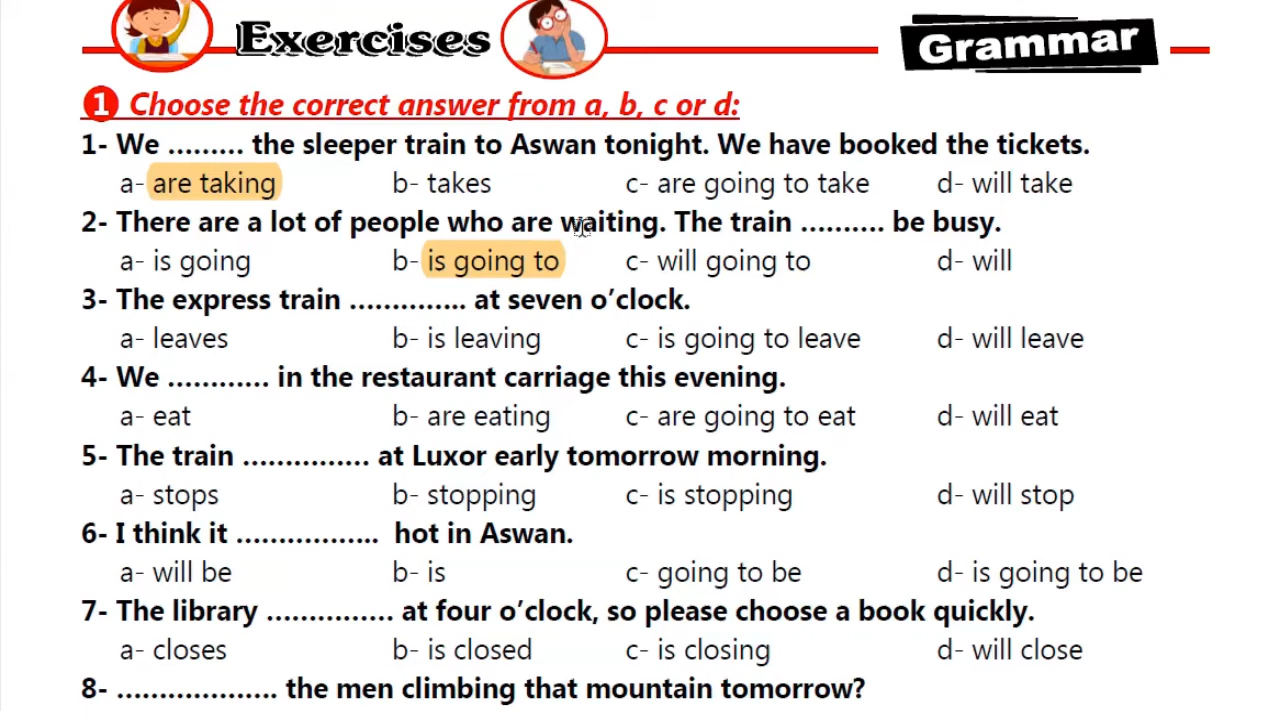 Exercises
Grammar
1 Choose the correct answer from a, b, c or d:
1- We ……… the sleeper train to Aswan tonight. We have booked the tickets.
a- are taking b- takes c- are going to take d- will take
2- There are a lot of people who are waiting. The train ………. be busy.
a- is going b- is going to c- will going to d- will
3- The express train ………….. at seven o’clock.
a- leaves b- is leaving c- is going to leave d- will leave
4- We ………… in the restaurant carriage this evening.
a- eat b- are eating c- are going to eat d- will eat
5- The train …………… at Luxor early tomorrow morning.
a- stops b- stopping c- is stopping d- will stop
6- I think it …………….. hot in Aswan.
a- will be b- is c- going to be d- is going to be
7- The library …………… at four o’clock, so please choose a book quickly.
a- closes b- is closed c- is closing d- will close
8- ………………. the men climbing that mountain tomorrow?